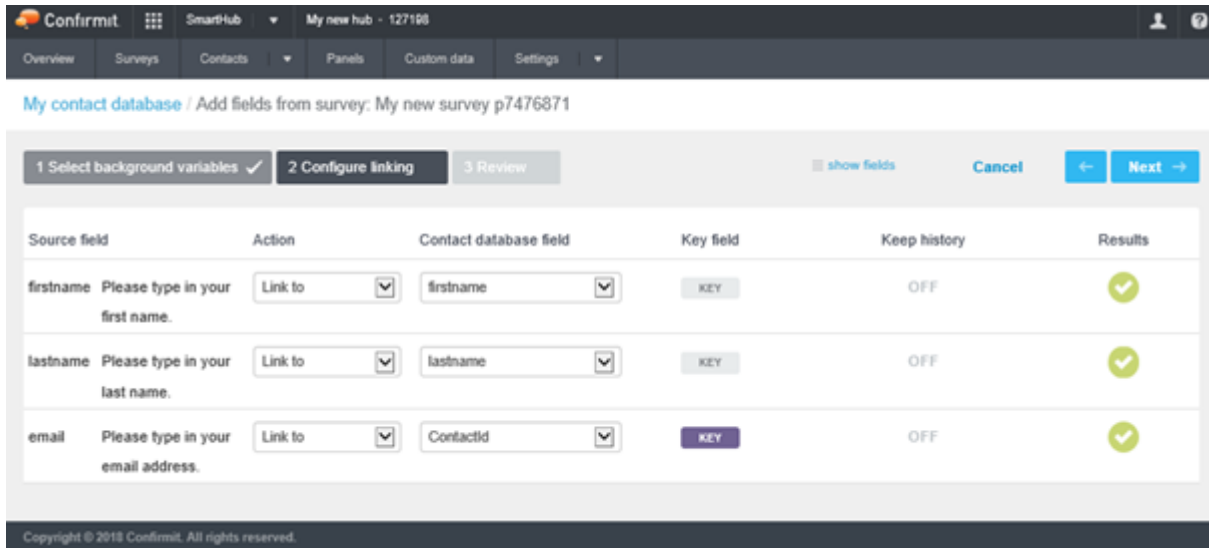 Confirmit SmartHub My new hub - 127198
Overview Surveys Contacts Panels Custom data Settings
My contact database / Add fields from survey: My new survey p7476871
1 Select background variables 2 Configure linking 3 Review show fields Cancel Next
Source field Action Contact database field Key field Keep history Results
firstname Please type in your Link to firstname KEY OFF
first name.
lastname Please type in your Link to lastname KEY OFF
last name.
email Please type in your Link to ContactId KEY OFF
email address.
Copyright © 2018 Confirmit. All rights reserved.